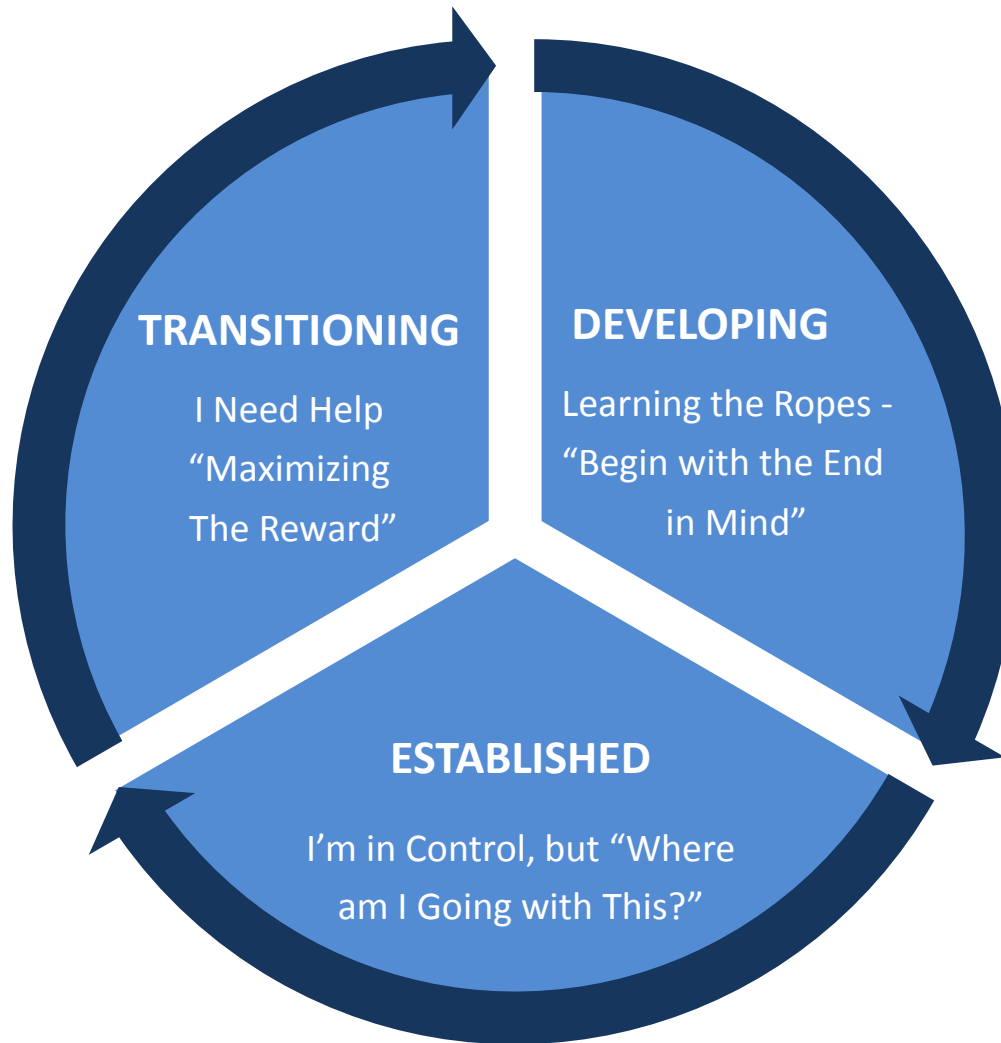 TRANSITIONING
I Need Help
“Maximizing
The Reward”
DEVELOPING
Learning the Ropes -
“Begin with the End
in Mind”
ESTABLISHED
I’m in Control, but “Where
am I Going with This?”